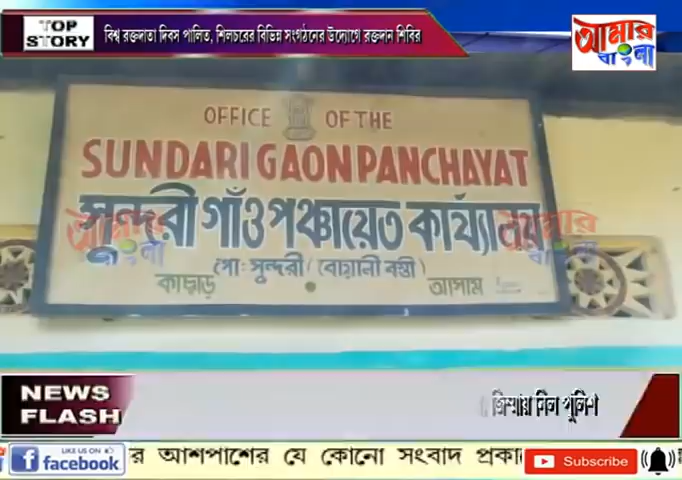 TOP STORY
বিশ্ব রক্তদাতা দিবস পালিত, শিলচরের বিভিন্ন সংগঠনের উদ্যোগে রক্তদান শিবির
আমার
বাংলা
OFFICE OF THE
SUNDARI GAON PANCHAYAT
সুন্দরী গাঁও পঞ্চায়েত কার্য্যালয়
পো: সুন্দরী (বোয়ালী বস্তী)
কাছাড় আসাম
NEWS FLASH
জিম্মায় নিল পুলিশ
LIKE US ON
facebook
র আশপাশের যে কোনো সংবাদ প্রকা
Subscribe